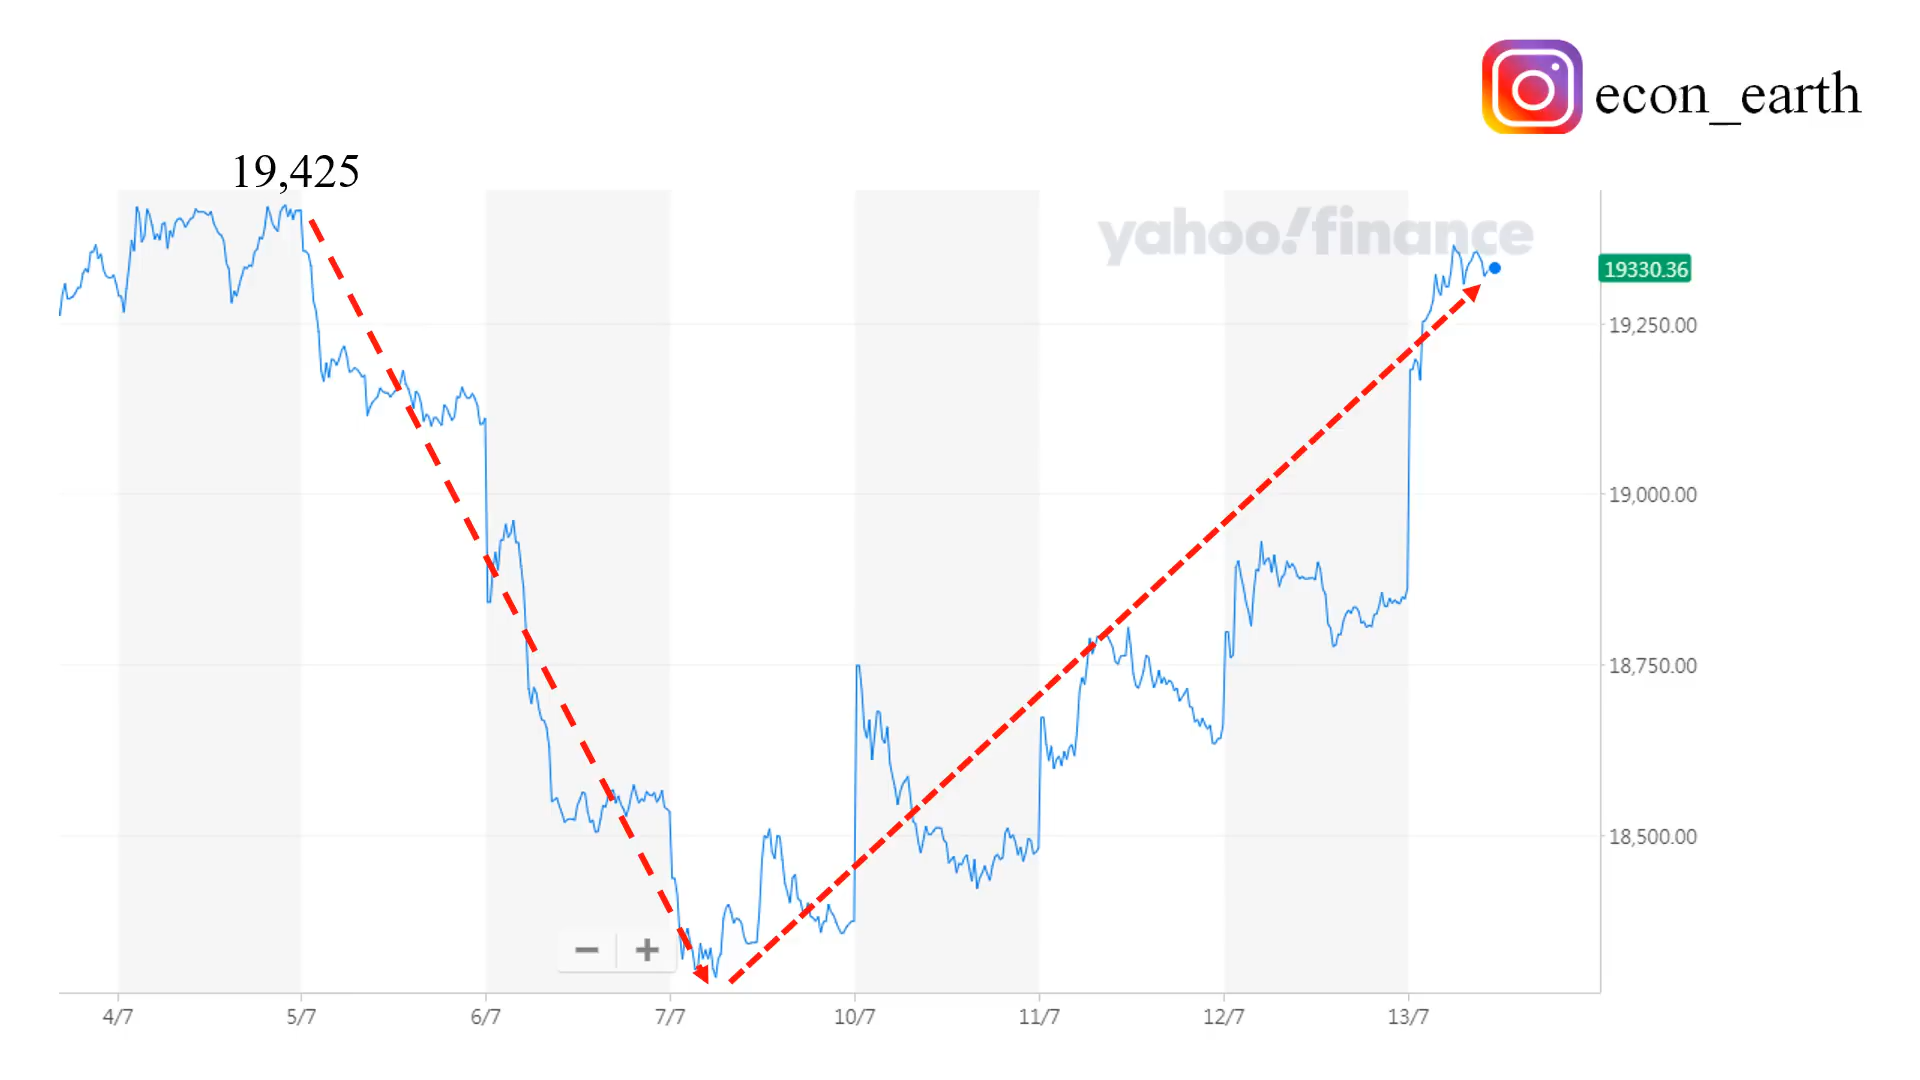 econ_earth
19,425
yahoo!finance
19330.36
19,250.00
19,000.00
18,750.00
18,500.00
4/7 5/7 6/7 7/7 10/7 11/7 12/7 13/7